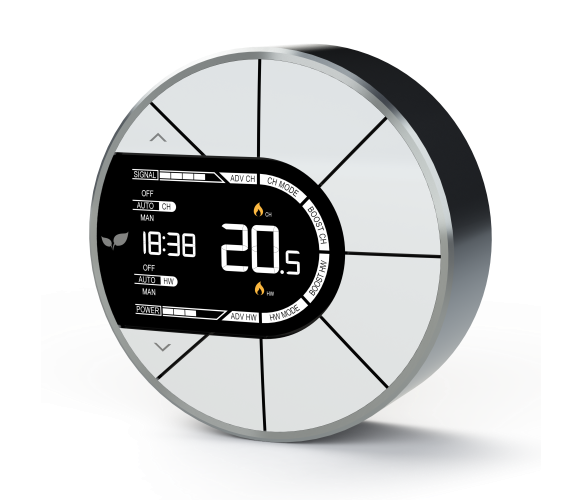 SIGNAL
ADV CH
CH MODE
BOOST CH
OFF
AUTO CH
MAN
CH
18:38
20.5
OFF
AUTO HW
MAN
HW
BOOST HW
POWER
ADV HW
HW MODE